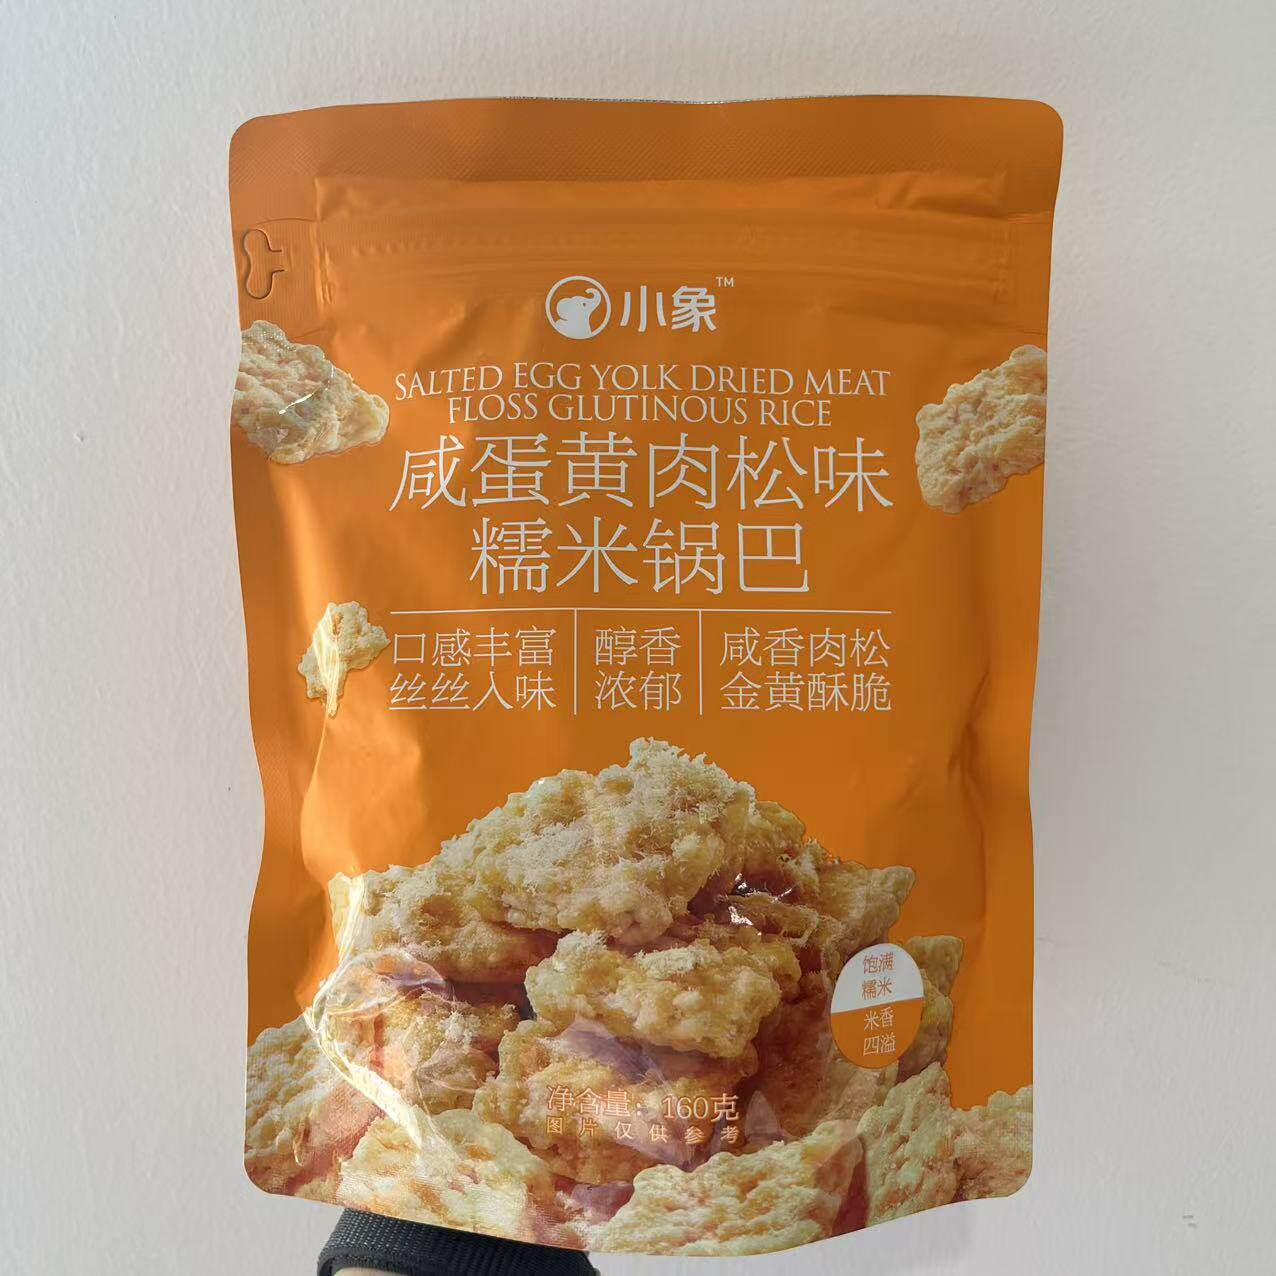 小象™
SALTED EGG YOLK DRIED MEAT
FLOSS GLUTINOUS RICE
咸蛋黄肉松味
糯米锅巴
口感丰富
丝丝入味
醇香
浓郁
咸香肉松
金黄酥脆
饱满
糯米
米香
四溢
净含量：160克
图片仅供参考